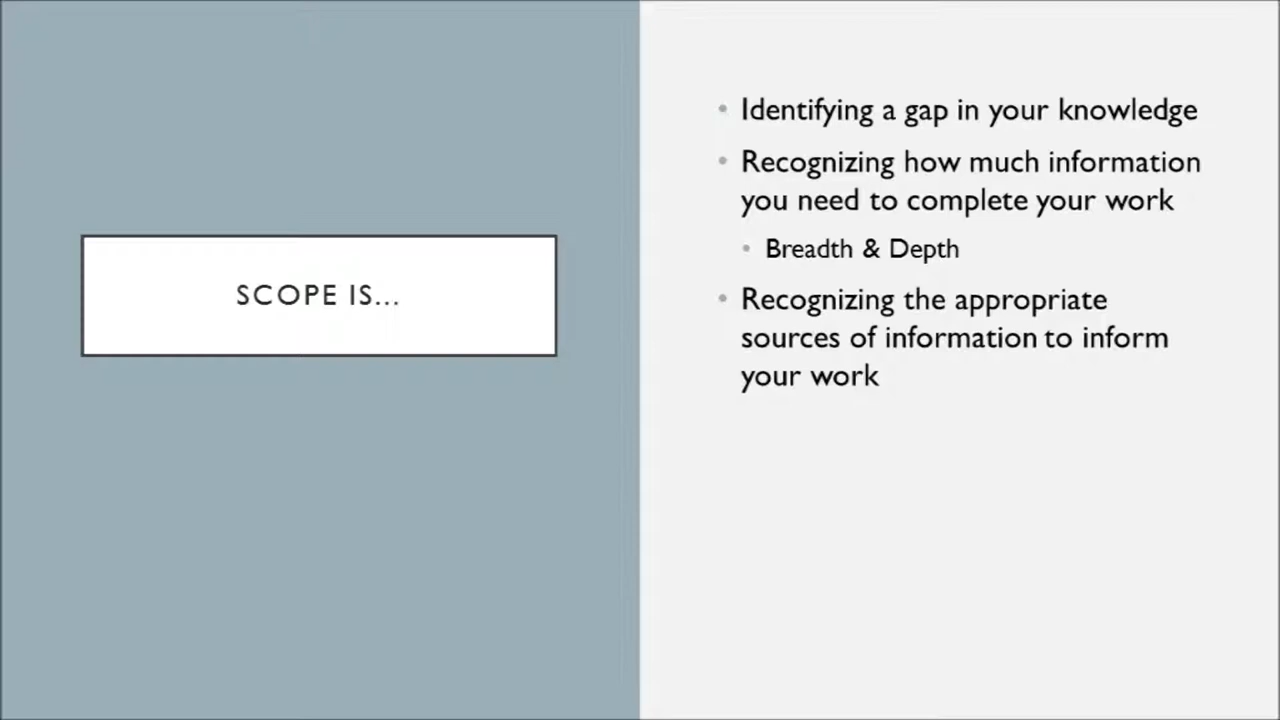 SCOPE IS...
• Identifying a gap in your knowledge
• Recognizing how much information
you need to complete your work
• Breadth & Depth
• Recognizing the appropriate
sources of information to inform
your work